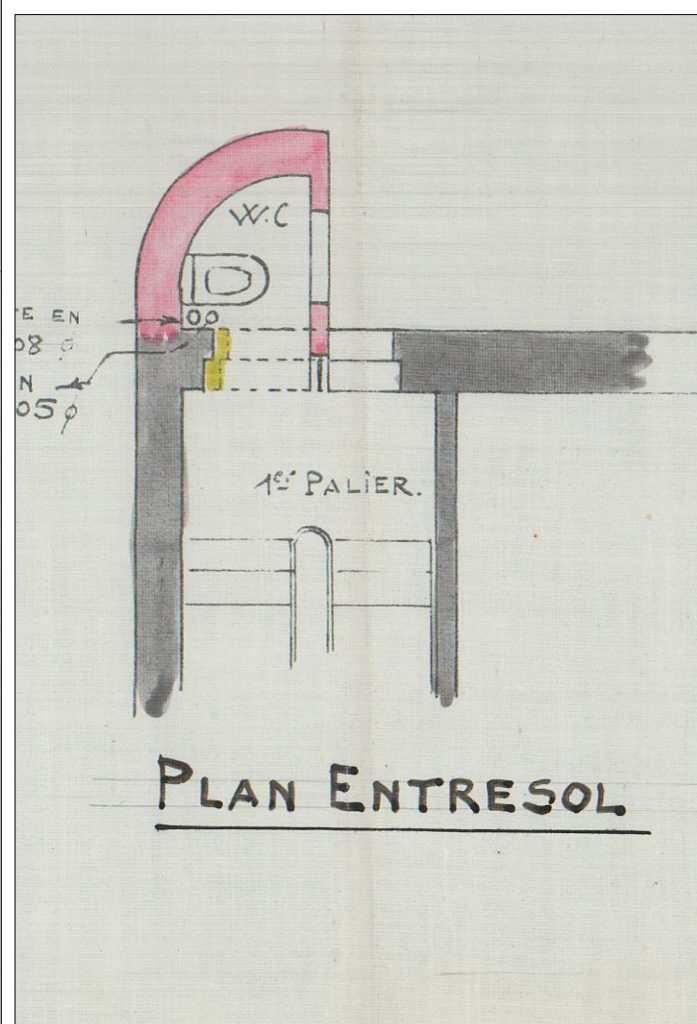 W.C
E EN
08 ⌀
N
05 ⌀
1er PALIER.
PLAN ENTRESOL